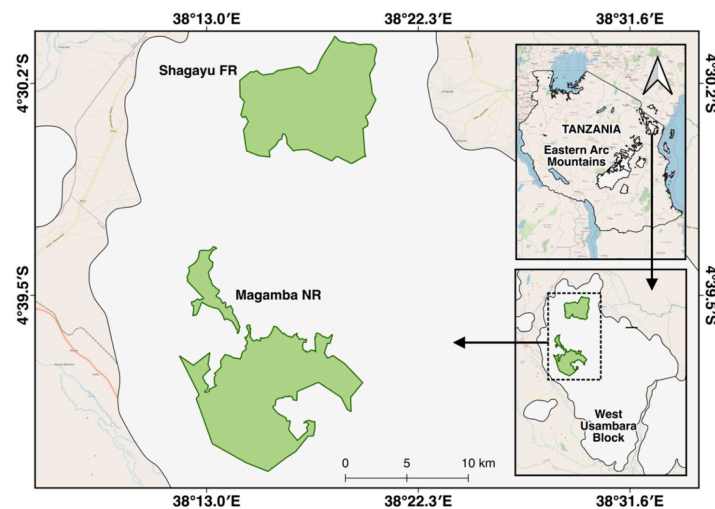 38°13.0′E 38°22.3′E 38°31.6′E
4°30.2′S
4°30.2′S
Shagayu FR
TANZANIA
Eastern Arc
Mountains
4°39.5′S
4°39.5′S
Magamba NR
West
Usambara
Block
0 5 10 km
38°13.0′E 38°22.3′E 38°31.6′E